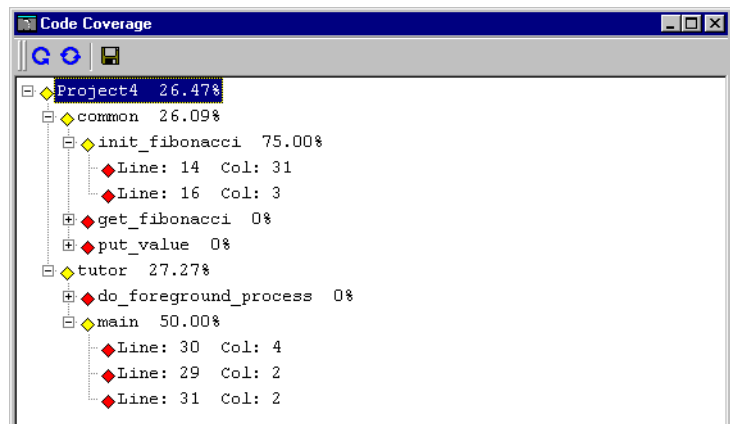 Code Coverage
Project4 26.47%
common 26.09%
init_fibonacci 75.00%
Line: 14 Col: 31
Line: 16 Col: 3
get_fibonacci 0%
put_value 0%
tutor 27.27%
do_foreground_process 0%
main 50.00%
Line: 30 Col: 4
Line: 29 Col: 2
Line: 31 Col: 2